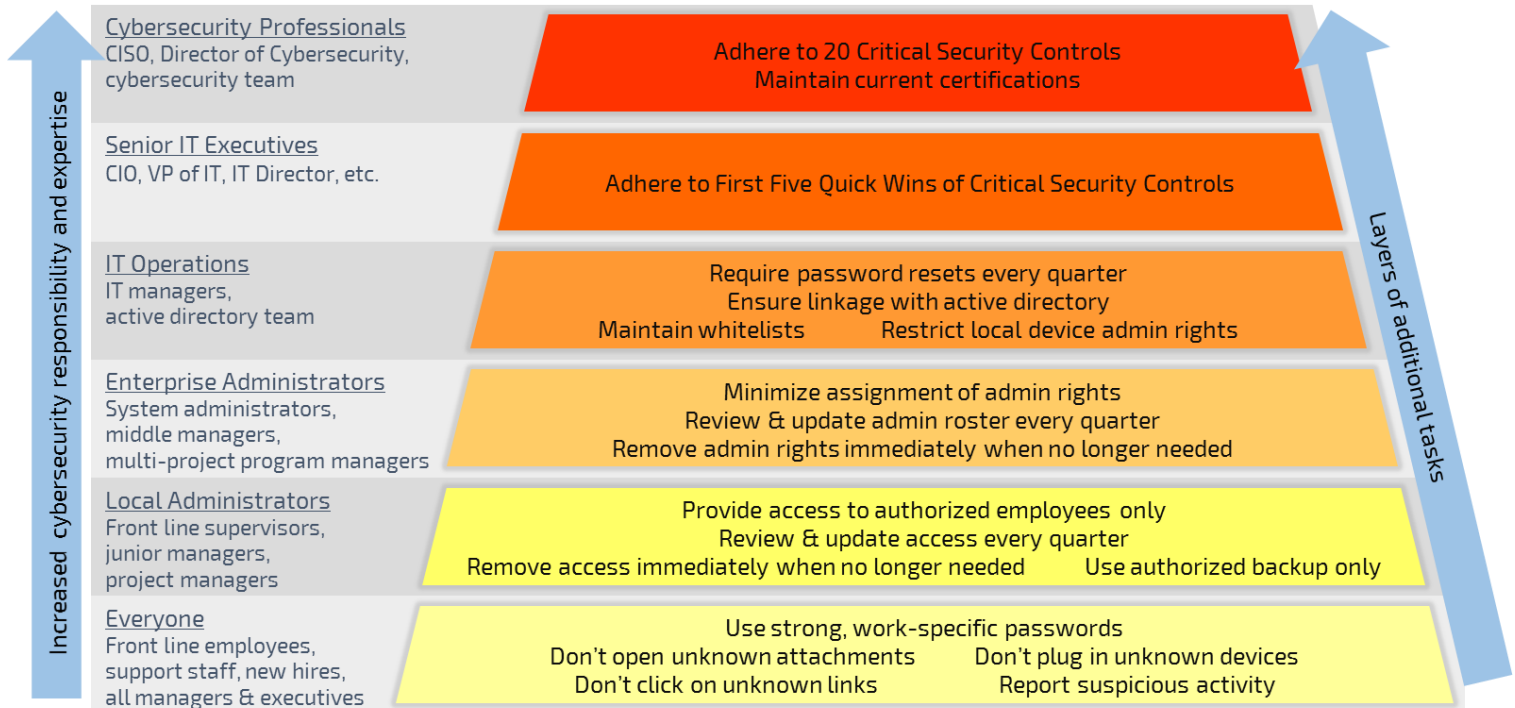 Increased cybersecurity responsibility and expertise
Cybersecurity Professionals
CISO, Director of Cybersecurity,
cybersecurity team
Adhere to 20 Critical Security Controls
Maintain current certifications
Senior IT Executives
CIO, VP of IT, IT Director, etc.
Adhere to First Five Quick Wins of Critical Security Controls
IT Operations
IT managers,
active directory team
Require password resets every quarter
Ensure linkage with active directory
Maintain whitelists Restrict local device admin rights
Enterprise Administrators
System administrators,
middle managers,
multi-project program managers
Minimize assignment of admin rights
Review & update admin roster every quarter
Remove admin rights immediately when no longer needed
Local Administrators
Front line supervisors,
junior managers,
project managers
Provide access to authorized employees only
Review & update access every quarter
Remove access immediately when no longer needed Use authorized backup only
Everyone
Front line employees,
support staff, new hires,
all managers & executives
Use strong, work-specific passwords
Don't open unknown attachments Don't plug in unknown devices
Don't click on unknown links Report suspicious activity
Layers of additional tasks